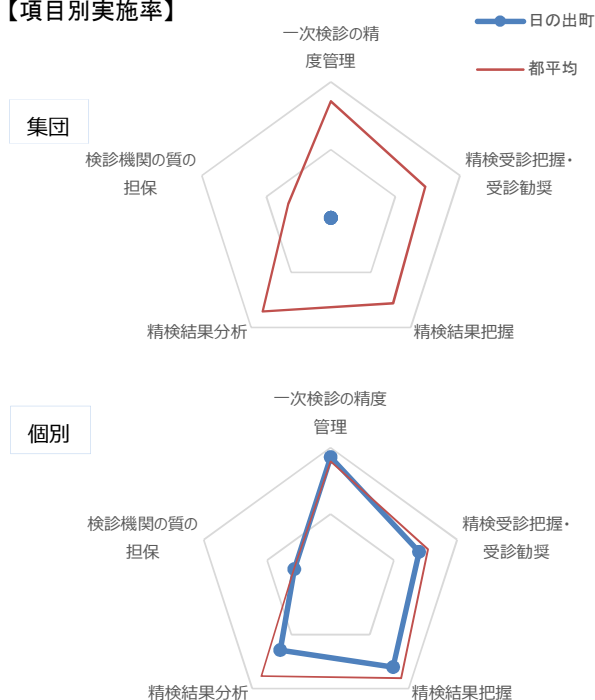 【項目別実施率】
日の出町
都平均
集団
一次検診の精
度管理
精検受診把握・
受診勧奨
精検結果把握
精検結果分析
検診機関の質の
担保
個別
一次検診の精度
管理
精検受診把握・
受診勧奨
精検結果把握
精検結果分析
検診機関の質の
担保